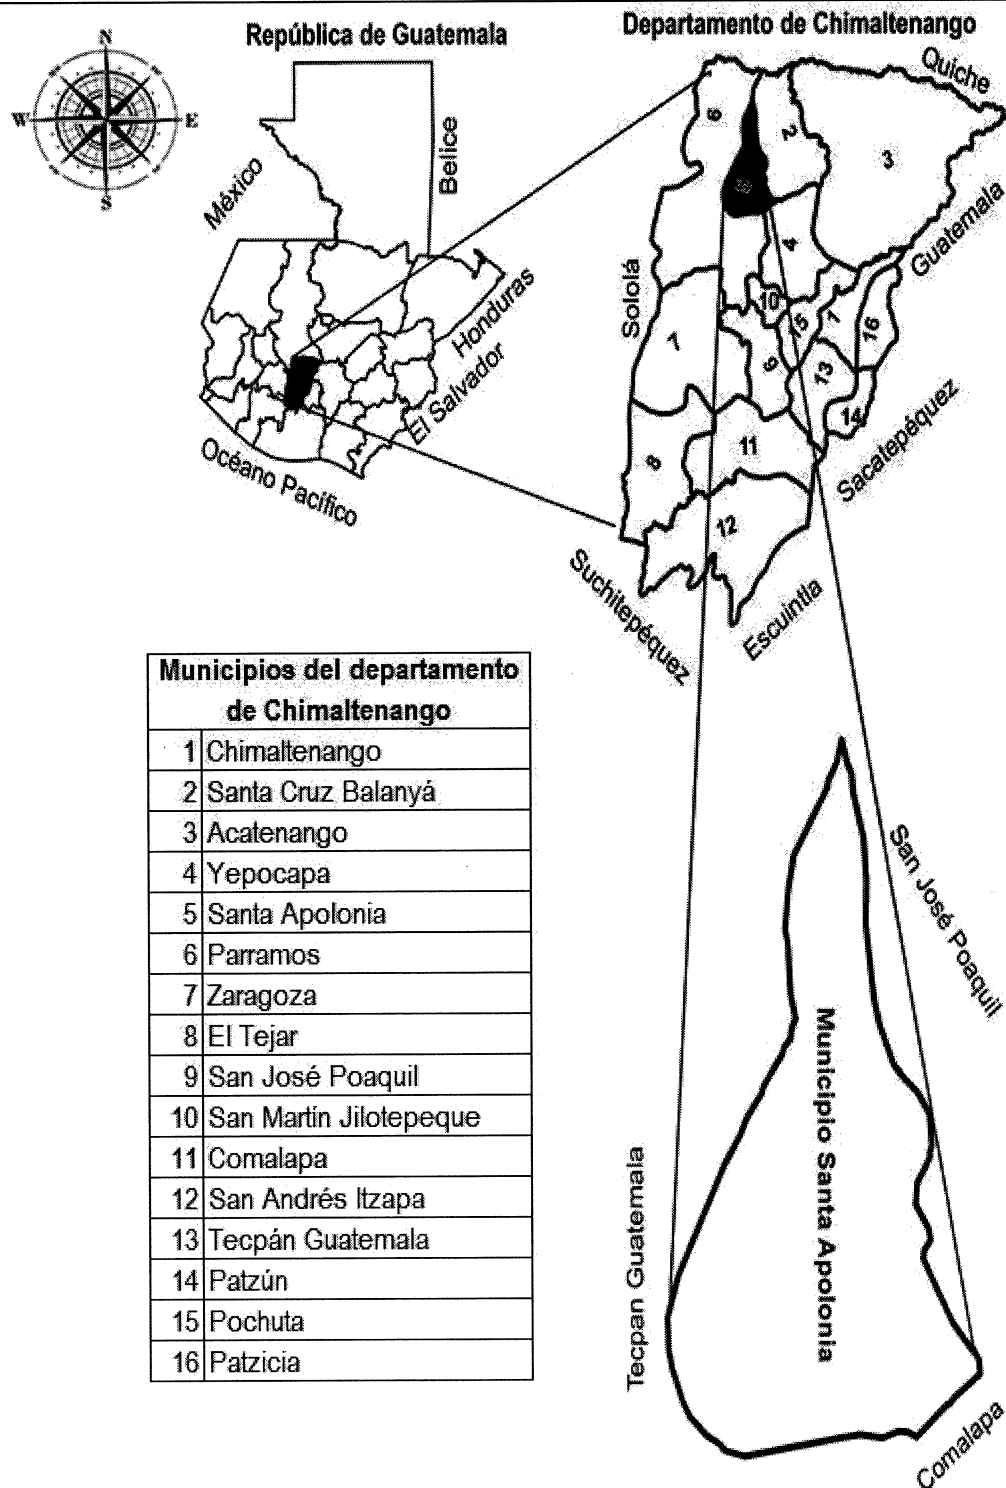 N
W
E
S
República de Guatemala
México
Belice
Honduras
El Salvador
Océano Pacífico
Departamento de Chimaltenango
Quiche
Guatemala
Sololá
Sacatepéquez
Escuintla
Suchitepéquez
2
3
4
10
7
15
1
16
13
14
11
8
12
Municipios del departamento
de Chimaltenango
1 Chimaltenango
2 Santa Cruz Balanyá
3 Acatenango
4 Yepocapa
5 Santa Apolonia
6 Parramos
7 Zaragoza
8 El Tejar
9 San José Poaquil
10 San Martín Jilotepeque
11 Comalapa
12 San Andrés Itzapa
13 Tecpán Guatemala
14 Patzún
15 Pochuta
16 Patzicia
San José Poaquil
Municipio Santa Apolonia
Tecpan Guatemala
Comalapa